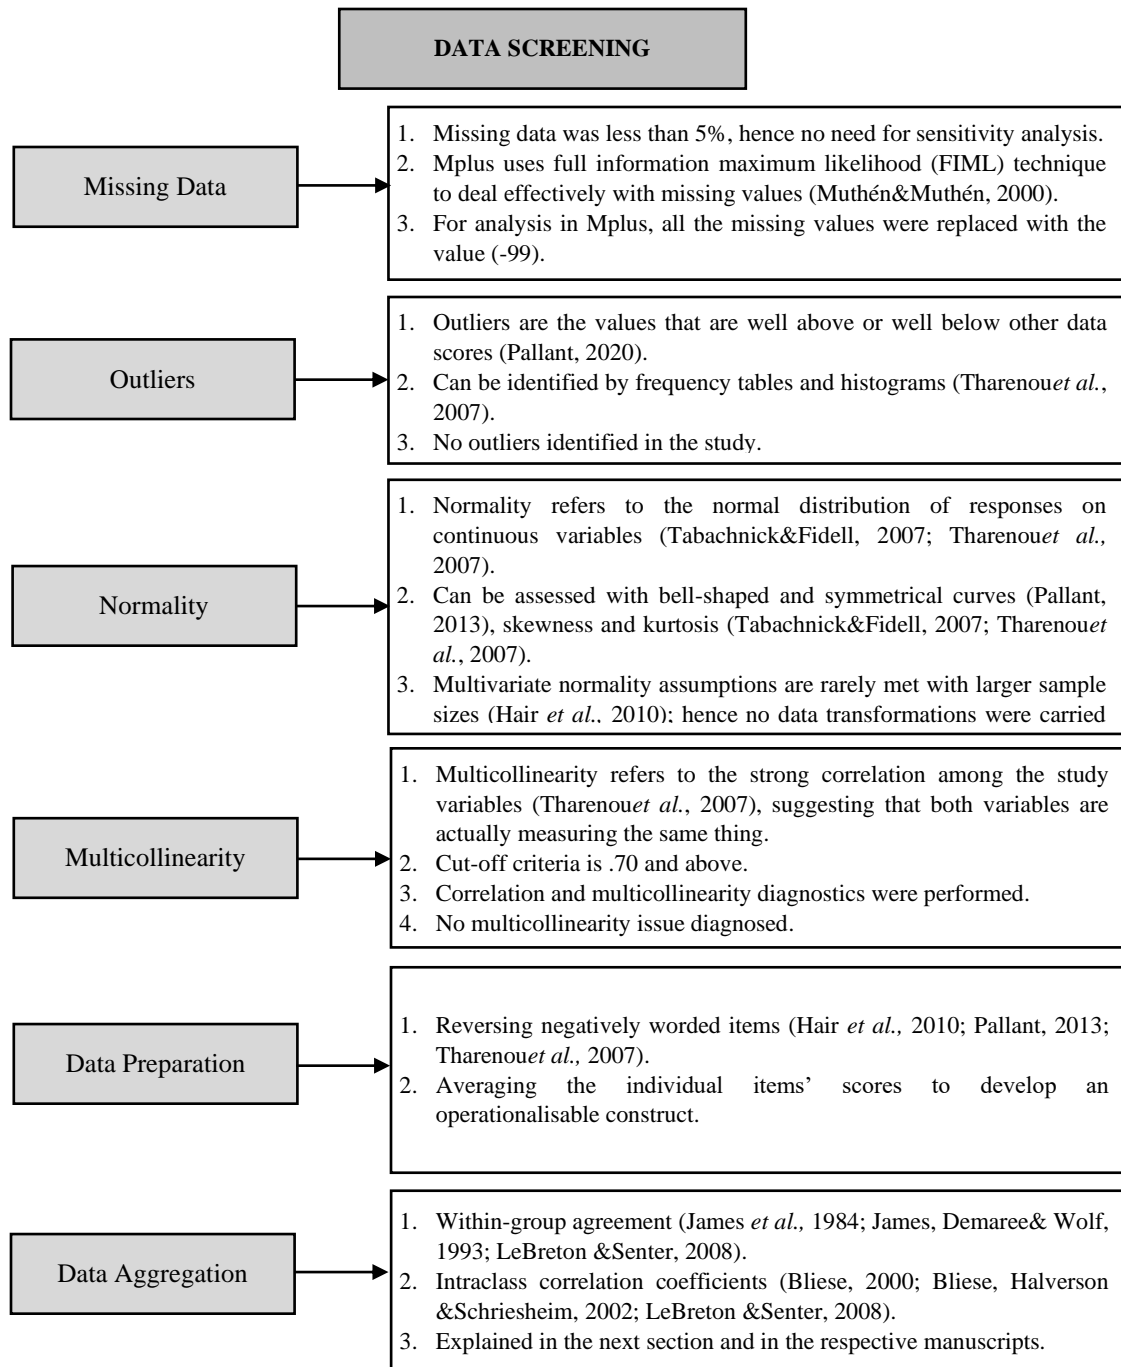 DATA SCREENING
Missing Data
1. Missing data was less than 5%, hence no need for sensitivity analysis.
2. Mplus uses full information maximum likelihood (FIML) technique
to deal effectively with missing values (Muthén&Muthén, 2000).
3. For analysis in Mplus, all the missing values were replaced with the
value (-99).
Outliers
1. Outliers are the values that are well above or well below other data
scores (Pallant, 2020).
2. Can be identified by frequency tables and histograms (Tharenouet al.,
2007).
3. No outliers identified in the study.
Normality
1. Normality refers to the normal distribution of responses on
continuous variables (Tabachnick&Fidell, 2007; Tharenouet al.,
2007).
2. Can be assessed with bell-shaped and symmetrical curves (Pallant,
2013), skewness and kurtosis (Tabachnick&Fidell, 2007; Tharenouet
al., 2007).
3. Multivariate normality assumptions are rarely met with larger sample
sizes (Hair et al., 2010); hence no data transformations were carried
Multicollinearity
1. Multicollinearity refers to the strong correlation among the study
variables (Tharenouet al., 2007), suggesting that both variables are
actually measuring the same thing.
2. Cut-off criteria is .70 and above.
3. Correlation and multicollinearity diagnostics were performed.
4. No multicollinearity issue diagnosed.
Data Preparation
1. Reversing negatively worded items (Hair et al., 2010; Pallant, 2013;
Tharenouet al., 2007).
2. Averaging the individual items’ scores to develop an
operationalisable construct.
Data Aggregation
1. Within-group agreement (James et al., 1984; James, Demaree& Wolf,
1993; LeBreton &Senter, 2008).
2. Intraclass correlation coefficients (Bliese, 2000; Bliese, Halverson
&Schriesheim, 2002; LeBreton &Senter, 2008).
3. Explained in the next section and in the respective manuscripts.